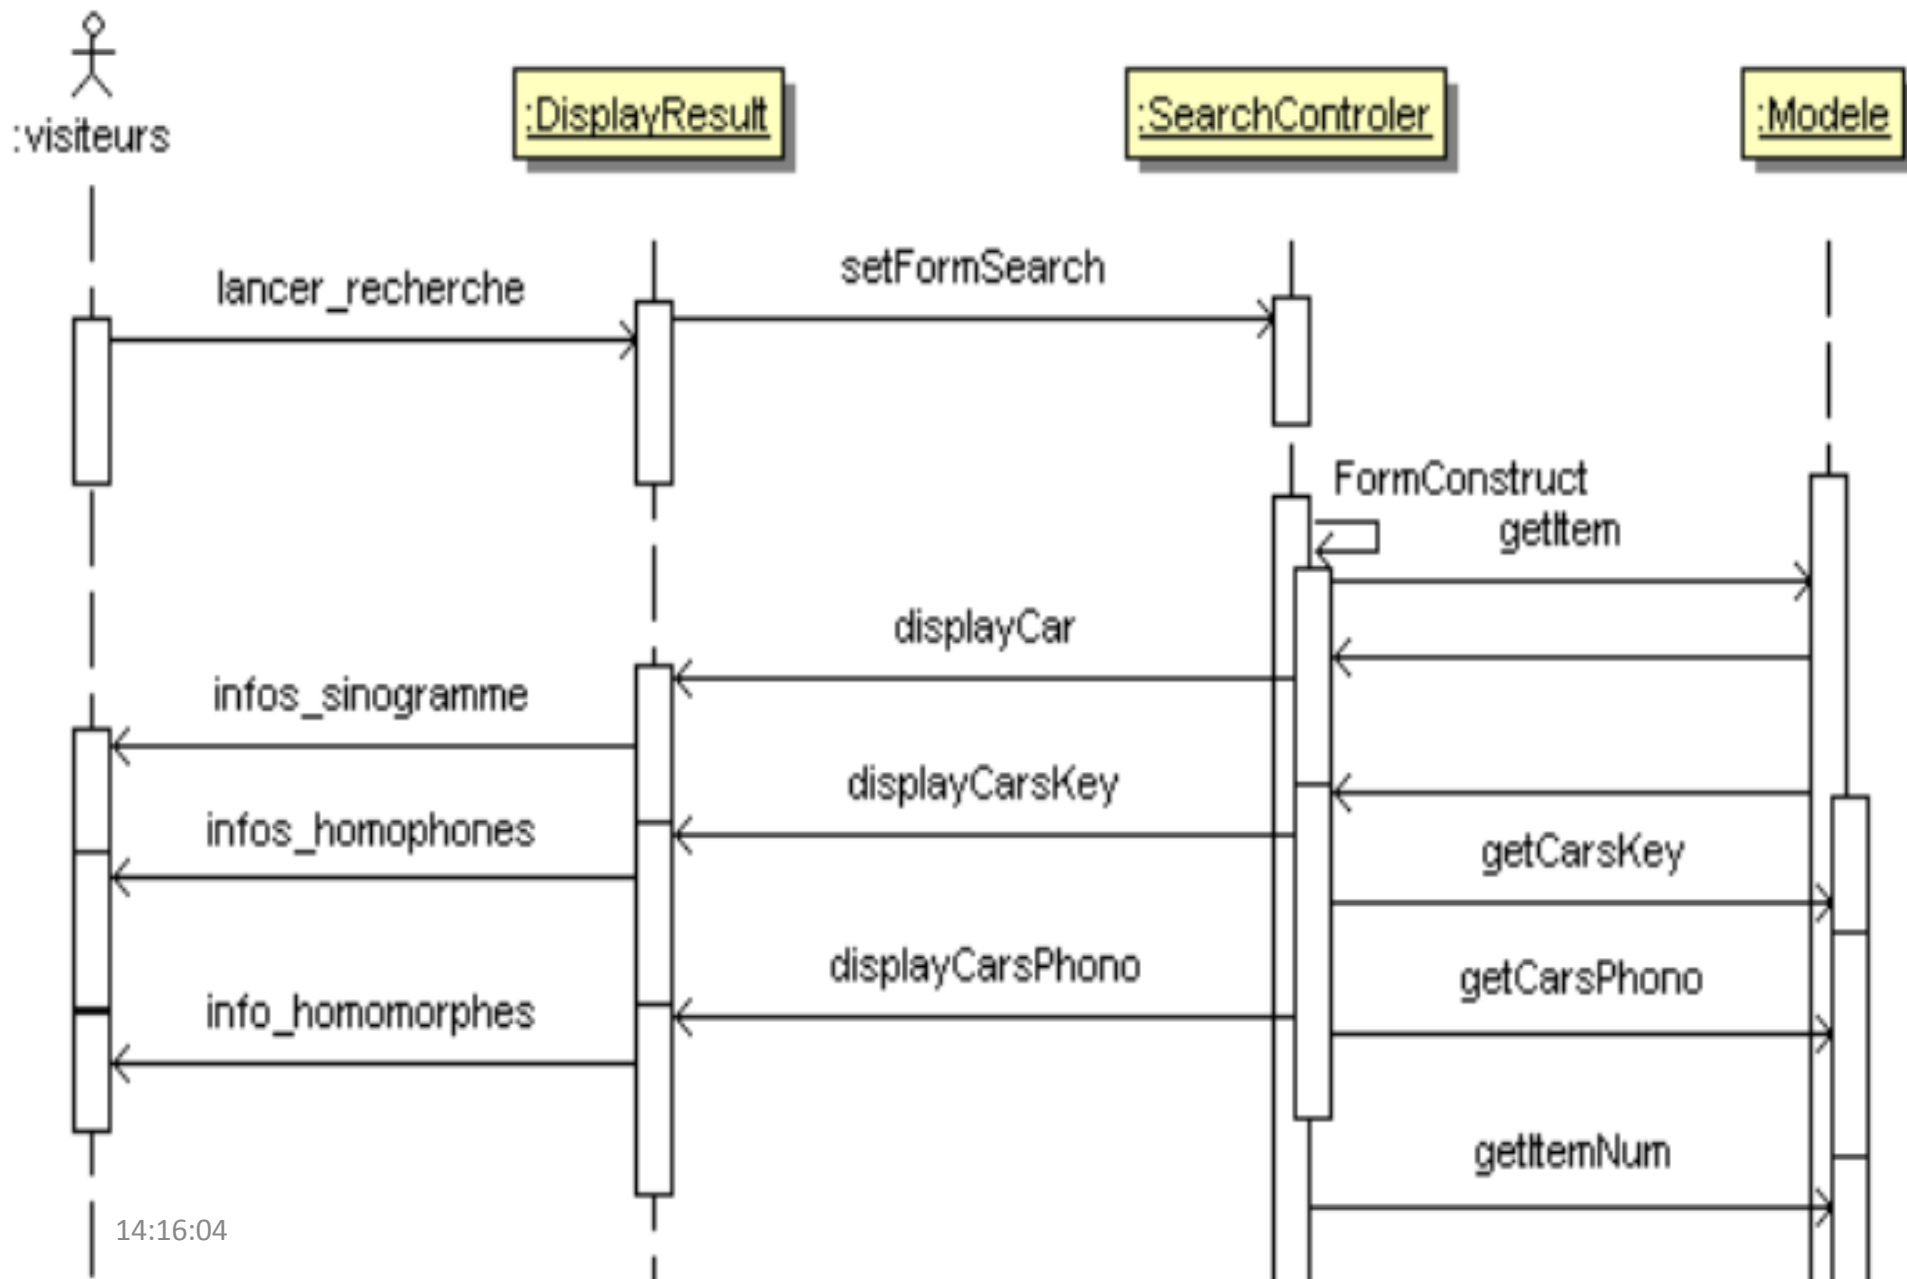 :visiteurs
:DisplayResult
:SearchControler
:Modele
lancer_recherche
setFormSearch
FormConstruct
getItem
displayCar
infos_sinogramme
displayCarsKey
infos_homophones
getCarsKey
displayCarsPhono
getCarsPhono
info_homomorphes
getItemNum
14:16:04